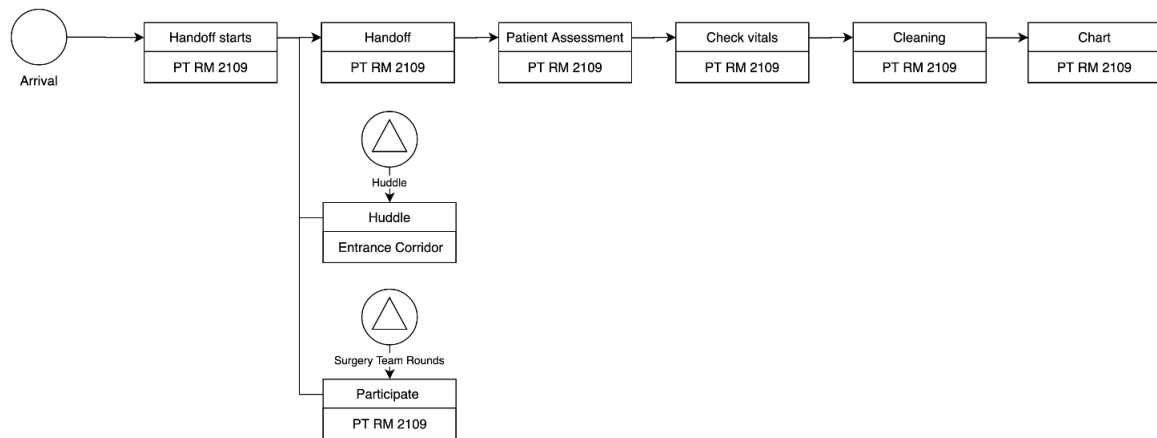 Arrival
Handoff starts
PT RM 2109
Handoff
PT RM 2109
Patient Assessment
PT RM 2109
Check vitals
PT RM 2109
Cleaning
PT RM 2109
Chart
PT RM 2109
Huddle
Huddle
Entrance Corridor
Surgery Team Rounds
Participate
PT RM 2109